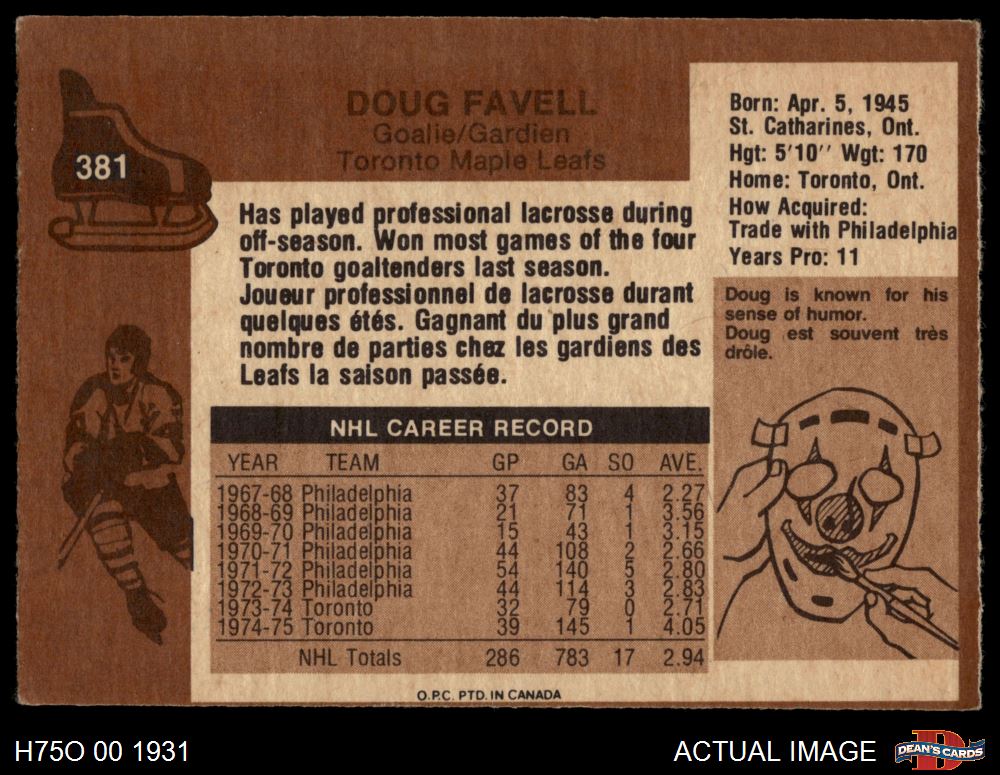 381
DOUG FAVELL
Goalie/Gardien
Toronto Maple Leafs
Born: Apr. 5, 1945
St. Catharines, Ont.
Hgt: 5'10'' Wgt: 170
Home: Toronto, Ont.
How Acquired:
Trade with Philadelphia
Years Pro: 11
Has played professional lacrosse during
off-season. Won most games of the four
Toronto goaltenders last season.
Joueur professionnel de lacrosse durant
quelques étés. Gagnant du plus grand
nombre de parties chez les gardiens des
Leafs la saison passée.
Doug is known for his
sense of humor.
Doug est souvent très
drôle.
NHL CAREER RECORD
YEAR TEAM GP GA SO AVE.
1967-68 Philadelphia 37 83 4 2.27
1968-69 Philadelphia 21 71 1 3.56
1969-70 Philadelphia 15 43 1 3.15
1970-71 Philadelphia 44 108 2 2.66
1971-72 Philadelphia 54 140 5 2.80
1972-73 Philadelphia 44 114 3 2.83
1973-74 Toronto 32 79 0 2.71
1974-75 Toronto 39 145 1 4.05
NHL Totals 286 783 17 2.94
O.P.C. PTD. IN CANADA
H75O 00 1931
ACTUAL IMAGE
D
DEAN'S CARDS